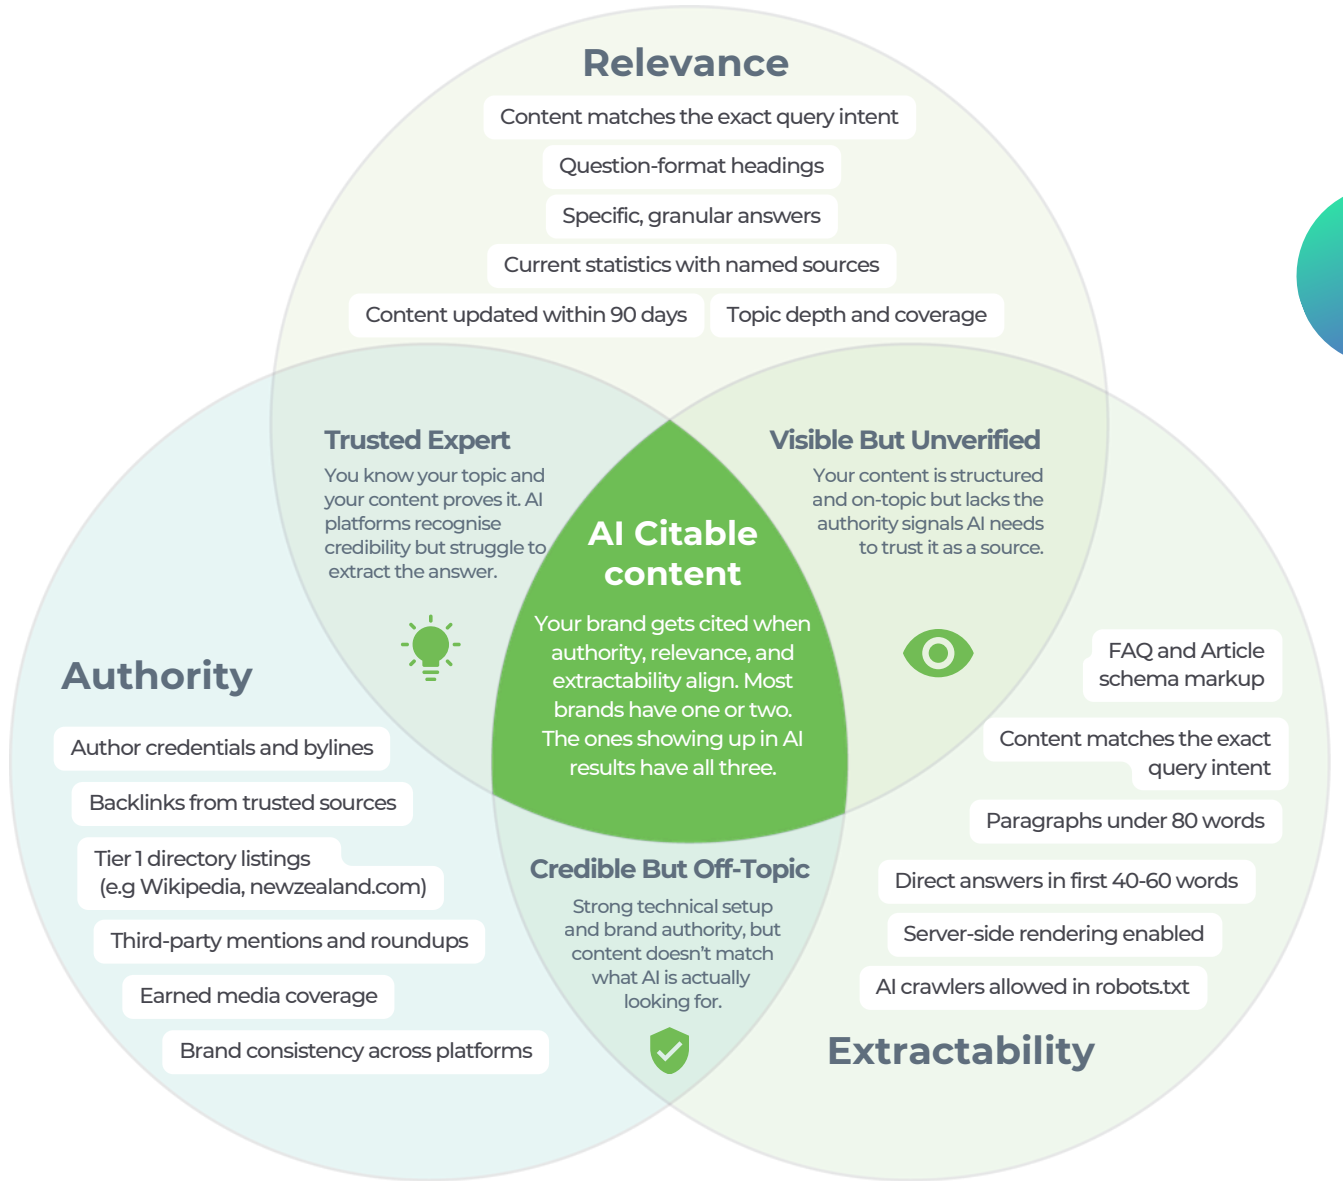 Relevance
Content matches the exact query intent
Question-format headings
Specific, granular answers
Current statistics with named sources
Content updated within 90 days
Topic depth and coverage
Trusted Expert
You know your topic and
your content proves it. AI
platforms recognise
credibility but struggle to
extract the answer.
Visible But Unverified
Your content is structured
and on-topic but lacks the
authority signals AI needs
to trust it as a source.
AI Citable
content
Your brand gets cited when
authority, relevance, and
extractability align. Most
brands have one or two.
The ones showing up in AI
results have all three.
Authority
Author credentials and bylines
Backlinks from trusted sources
Tier 1 directory listings
(e.g Wikipedia, newzealand.com)
Third-party mentions and roundups
Earned media coverage
Brand consistency across platforms
Credible But Off-Topic
Strong technical setup
and brand authority, but
content doesn't match
what AI is actually
looking for.
FAQ and Article
schema markup
Content matches the exact
query intent
Paragraphs under 80 words
Direct answers in first 40-60 words
Server-side rendering enabled
AI crawlers allowed in robots.txt
Extractability